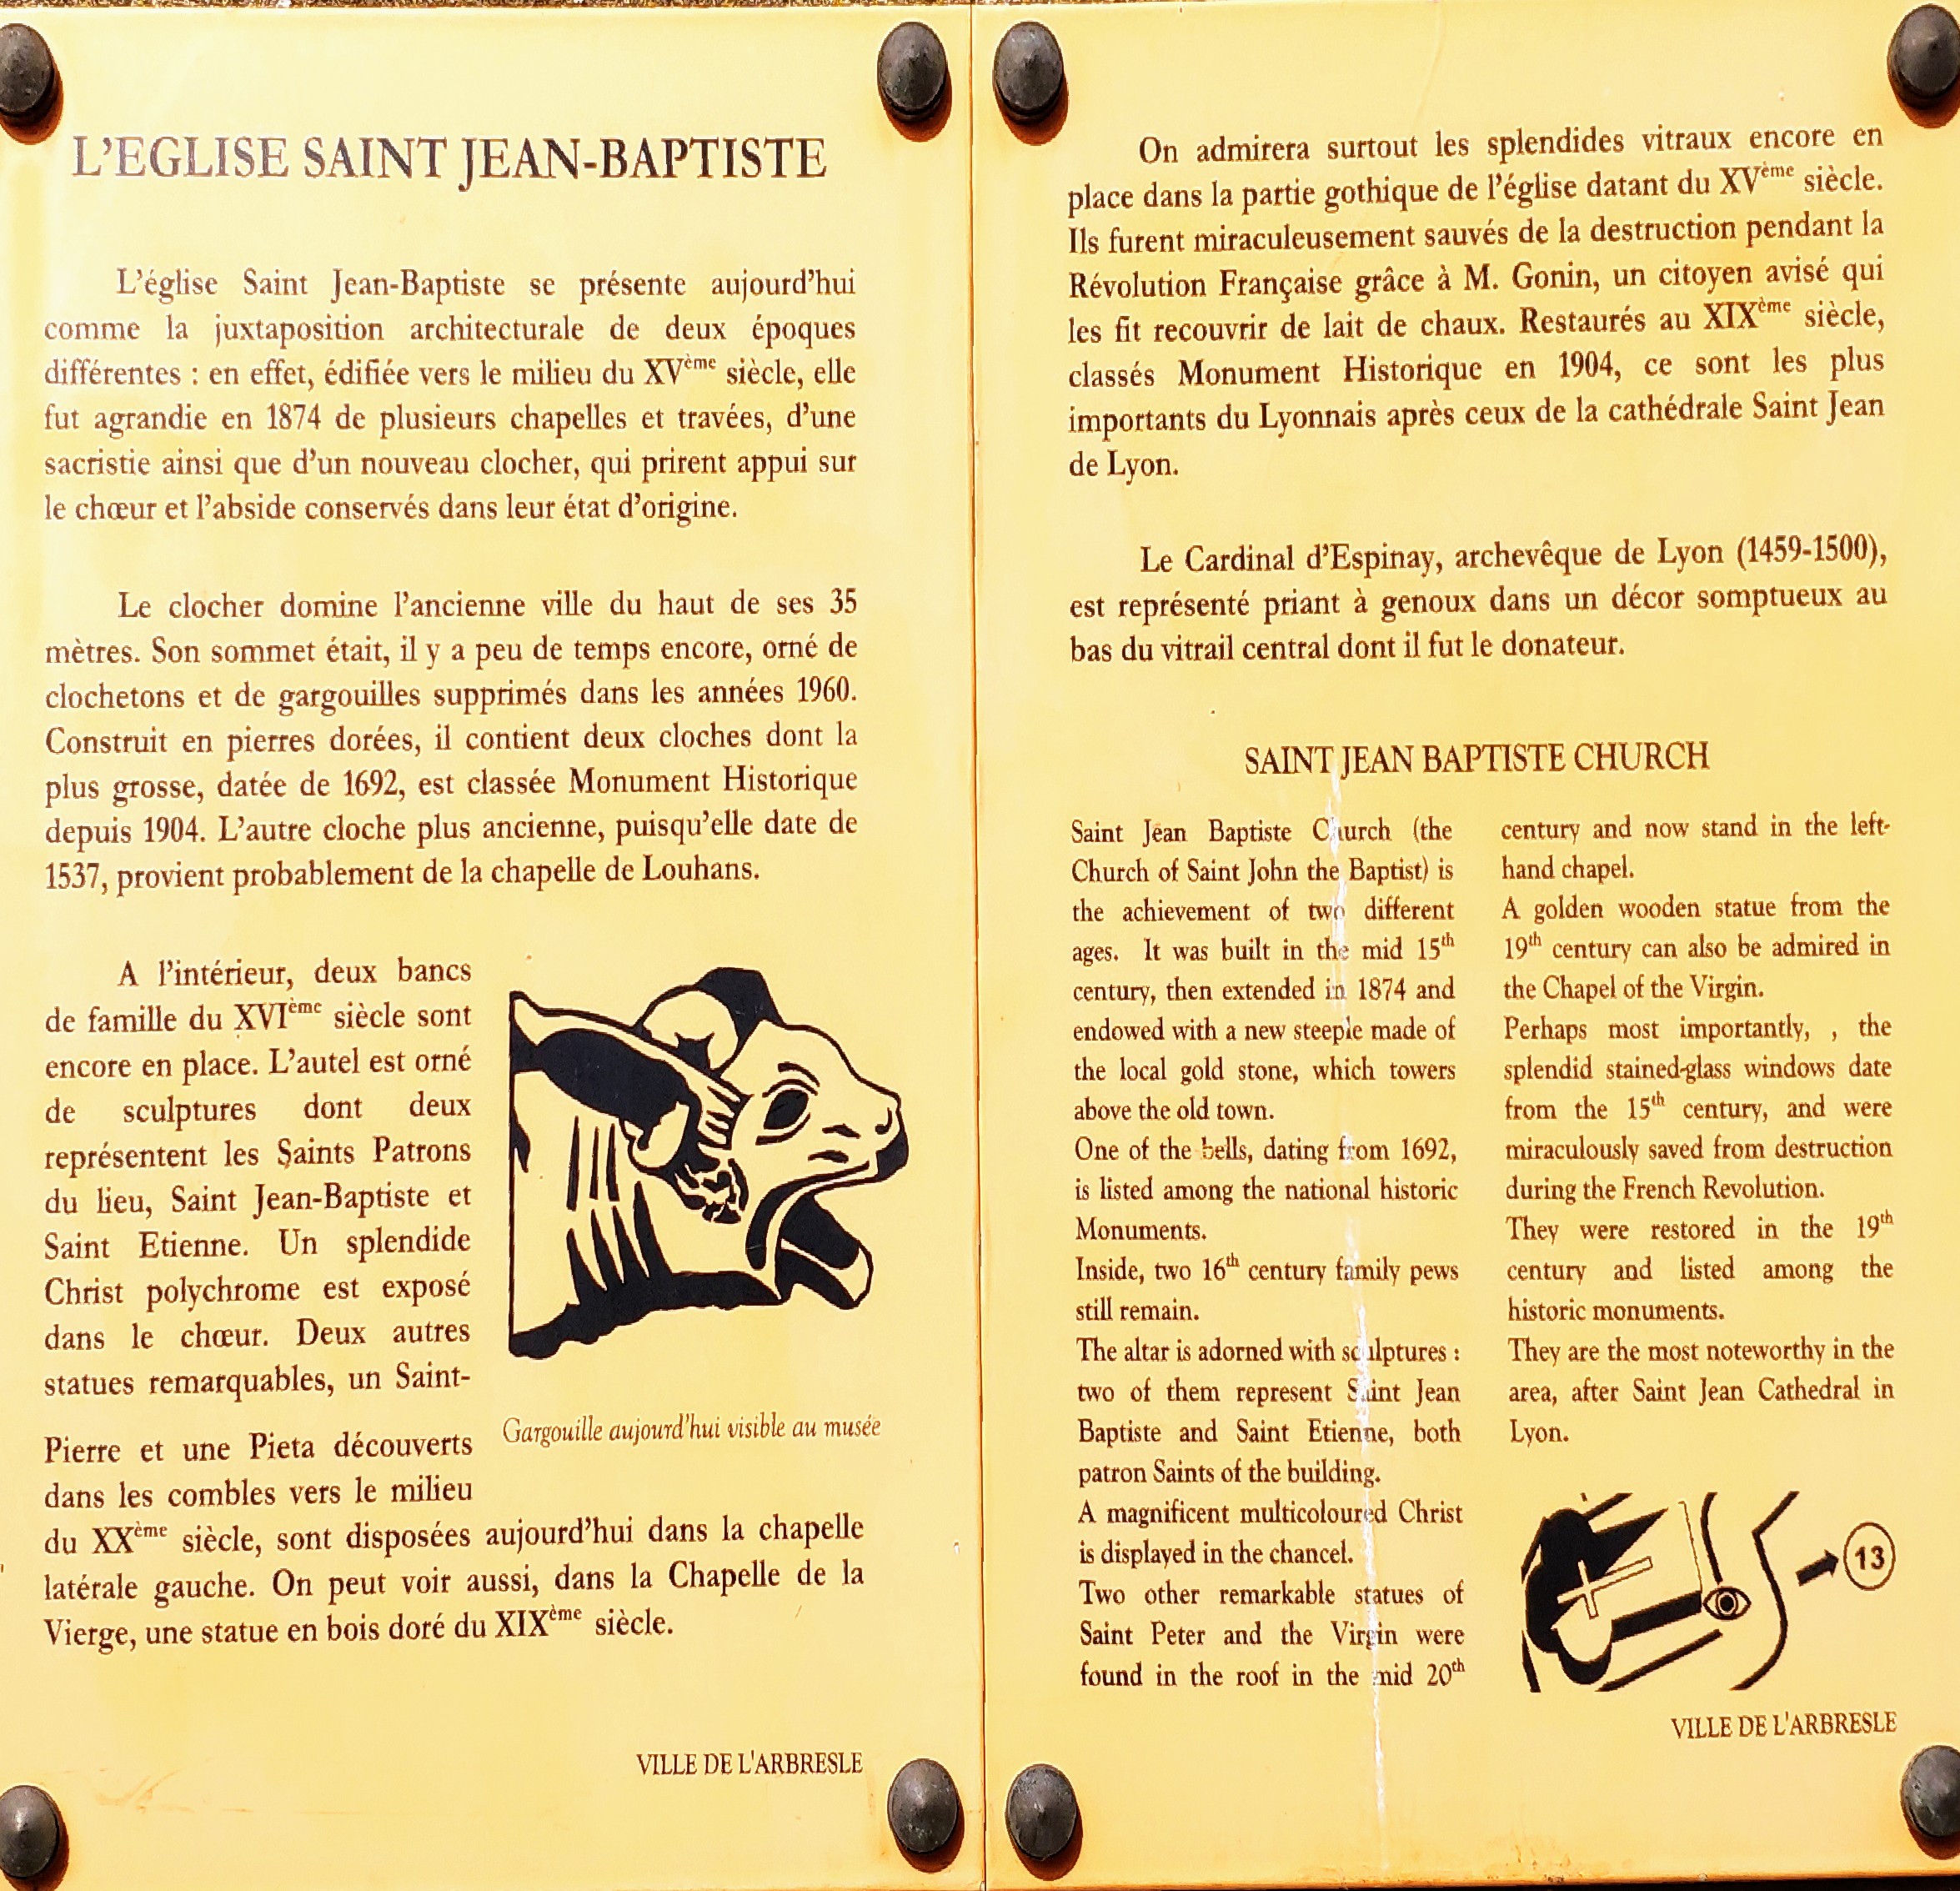 L'EGLISE SAINT JEAN-BAPTISTE
L'église Saint Jean-Baptiste se présente aujourd'hui
comme la juxtaposition architecturale de deux époques
différentes : en effet, édifiée vers le milieu du XVème siècle, elle
fut agrandie en 1874 de plusieurs chapelles et travées, d'une
sacristie ainsi que d'un nouveau clocher, qui prirent appui sur
le chœur et l'abside conservés dans leur état d'origine.
Le clocher domine l'ancienne ville du haut de ses 35
mètres. Son sommet était, il y a peu de temps encore, orné de
clochetons et de gargouilles supprimés dans les années 1960.
Construit en pierres dorées, il contient deux cloches dont la
plus grosse, datée de 1692, est classée Monument Historique
depuis 1904. L'autre cloche plus ancienne, puisqu'elle date de
1537, provient probablement de la chapelle de Louhans.
A l'intérieur, deux bancs
de famille du XVIème siècle sont
encore en place. L'autel est orné
de sculptures dont deux
représentent les Saints Patrons
du lieu, Saint Jean-Baptiste et
Saint Etienne. Un splendide
Christ polychrome est exposé
dans le chœur. Deux autres
statues remarquables, un Saint-
Pierre et une Pieta découverts
dans les combles vers le milieu
du XXème siècle, sont disposées aujourd'hui dans la chapelle
latérale gauche. On peut voir aussi, dans la Chapelle de la
Vierge, une statue en bois doré du XIXème siècle.
Gargouille aujourd'hui visible au musée
VILLE DE L'ARBRESLE
On admirera surtout les splendides vitraux encore en
place dans la partie gothique de l'église datant du XVème siècle.
Ils furent miraculeusement sauvés de la destruction pendant la
Révolution Française grâce à M. Gonin, un citoyen avisé qui
les fit recouvrir de lait de chaux. Restaurés au XIXème siècle,
classés Monument Historique en 1904, ce sont les plus
importants du Lyonnais après ceux de la cathédrale Saint Jean
de Lyon.
Le Cardinal d'Espinay, archevêque de Lyon (1459-1500),
est représenté priant à genoux dans un décor somptueux au
bas du vitrail central dont il fut le donateur.
SAINT JEAN BAPTISTE CHURCH
Saint Jean Baptiste Church (the
Church of Saint John the Baptist) is
the achievement of two different
ages. It was built in the mid 15th
century, then extended in 1874 and
endowed with a new steeple made of
the local gold stone, which towers
above the old town.
One of the bells, dating from 1692,
is listed among the national historic
Monuments.
Inside, two 16th century family pews
still remain.
The altar is adorned with sculptures :
two of them represent Saint Jean
Baptiste and Saint Etienne, both
patron Saints of the building.
A magnificent multicoloured Christ
is displayed in the chancel.
Two other remarkable statues of
Saint Peter and the Virgin were
found in the roof in the mid 20th
century and now stand in the left-
hand chapel.
A golden wooden statue from the
19th century can also be admired in
the Chapel of the Virgin.
Perhaps most importantly, , the
splendid stained-glass windows date
from the 15th century, and were
miraculously saved from destruction
during the French Revolution.
They were restored in the 19th
century and listed among the
historic monuments.
They are the most noteworthy in the
area, after Saint Jean Cathedral in
Lyon.
13
VILLE DE L'ARBRESLE